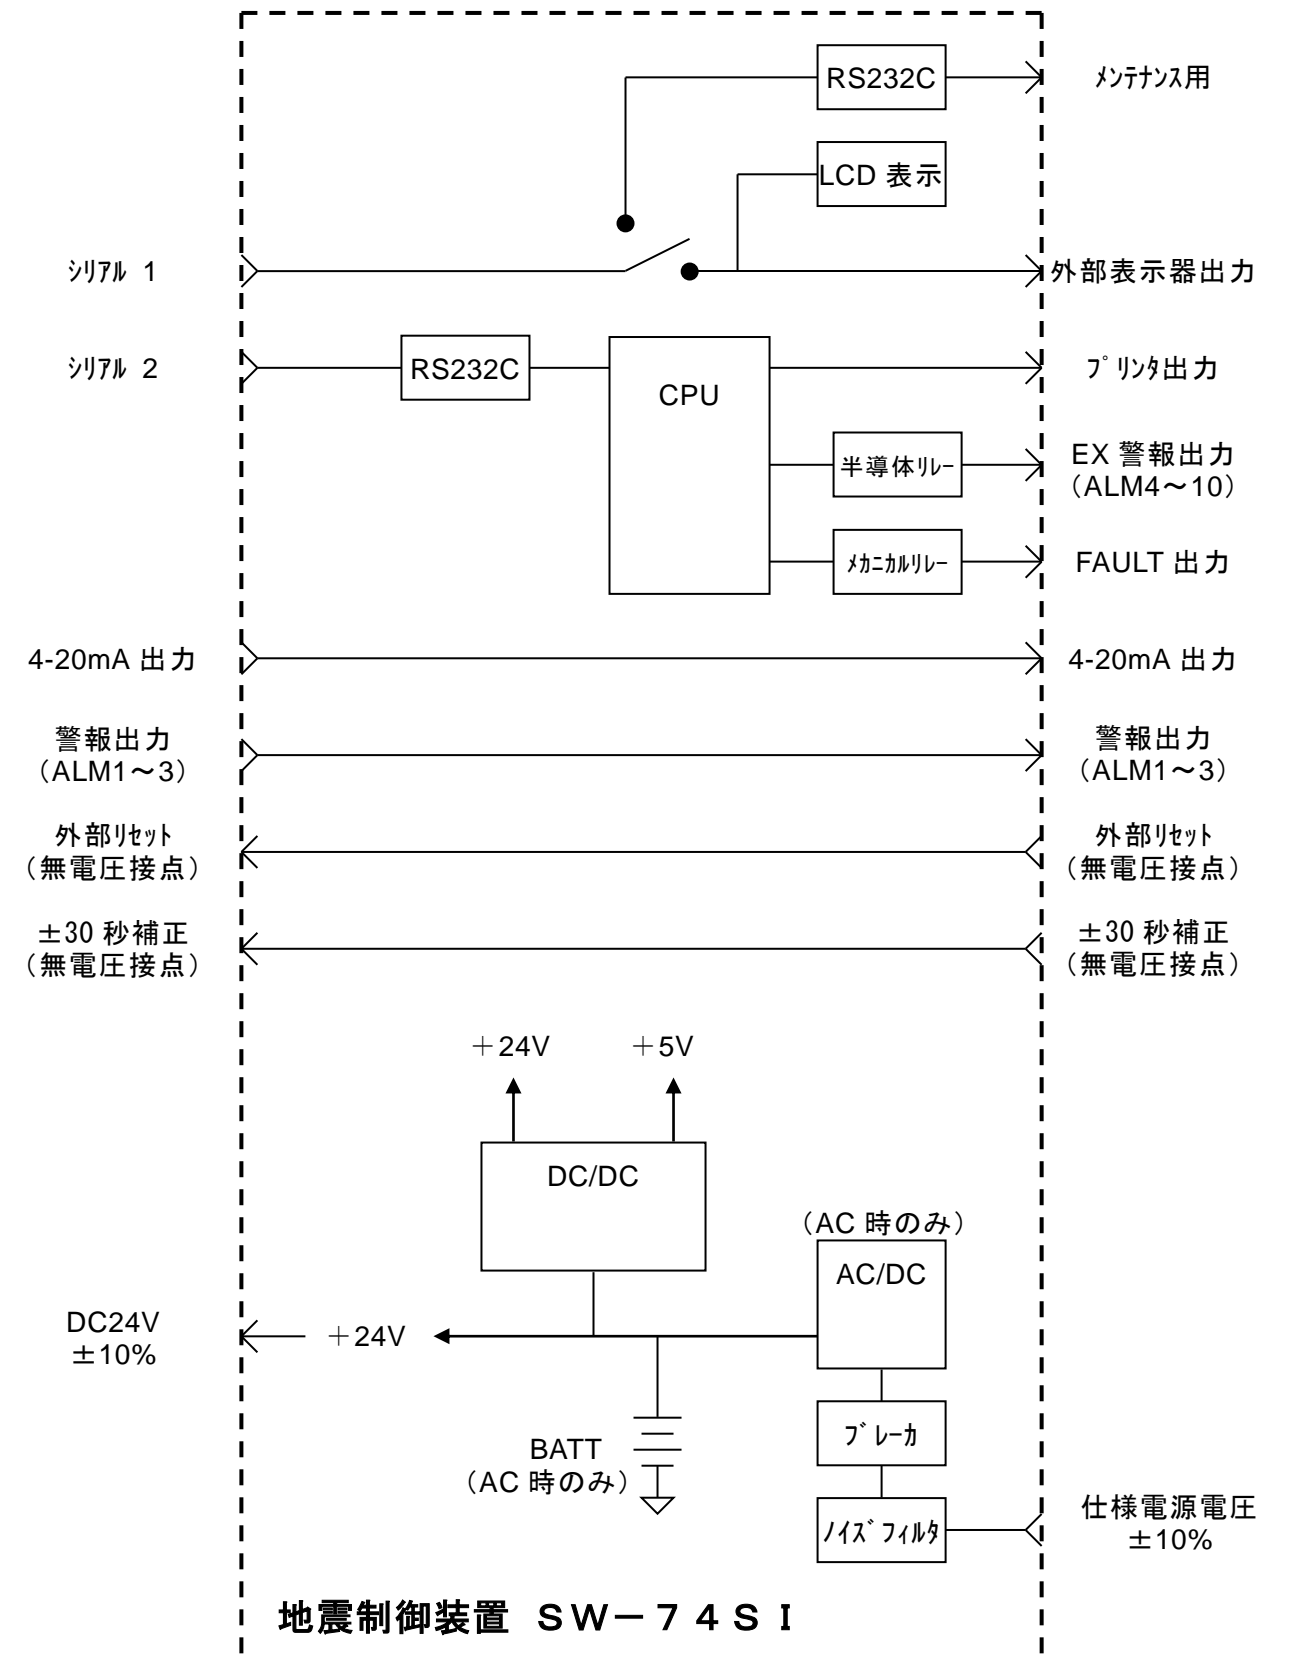 RS232C
ﾒﾝﾃﾅﾝｽ用
LCD 表示
ｼﾘｱﾙ 1
外部表示器出力
ｼﾘｱﾙ 2
RS232C
CPU
ﾌﾟﾘﾝﾀ出力
半導体ﾘﾚｰ
EX 警報出力
（ALM4～10）
ﾒｶﾆｶﾙﾘﾚｰ
FAULT 出力
4-20mA 出力
4-20mA 出力
警報出力
（ALM1～3）
警報出力
（ALM1～3）
外部ﾘｾｯﾄ
（無電圧接点）
外部ﾘｾｯﾄ
（無電圧接点）
±30 秒補正
（無電圧接点）
±30 秒補正
（無電圧接点）
＋24V
＋5V
DC/DC
（AC 時のみ）
AC/DC
DC24V
±10%
＋24V
ﾌﾞﾚｰｶ
BATT
（AC 時のみ）
ﾉｲｽﾞﾌｨﾙﾀ
仕様電源電圧
±10%
地震制御装置 ＳＷ－７４ＳＩ